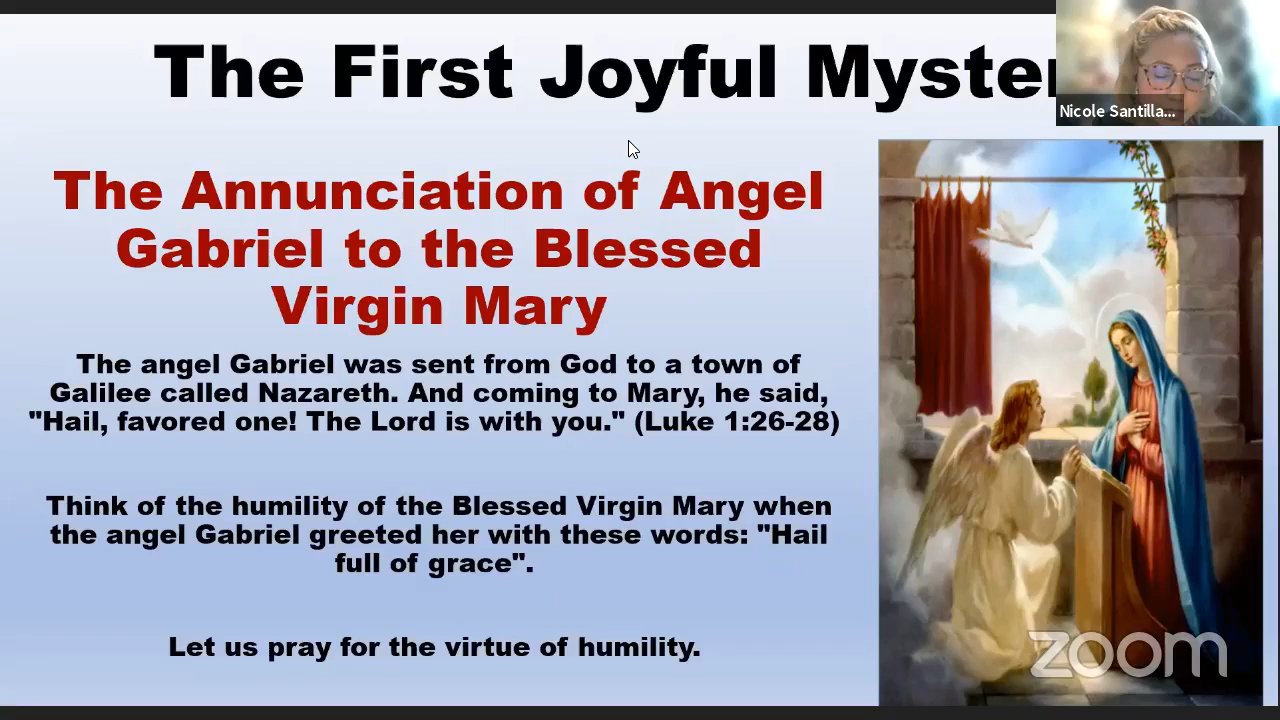 The First Joyful Myster
Nicole Santilla...
The Annunciation of Angel
Gabriel to the Blessed
Virgin Mary
The angel Gabriel was sent from God to a town of
Galilee called Nazareth. And coming to Mary, he said,
"Hail, favored one! The Lord is with you." (Luke 1:26-28)
Think of the humility of the Blessed Virgin Mary when
the angel Gabriel greeted her with these words: "Hail
full of grace".
Let us pray for the virtue of humility.
zoom